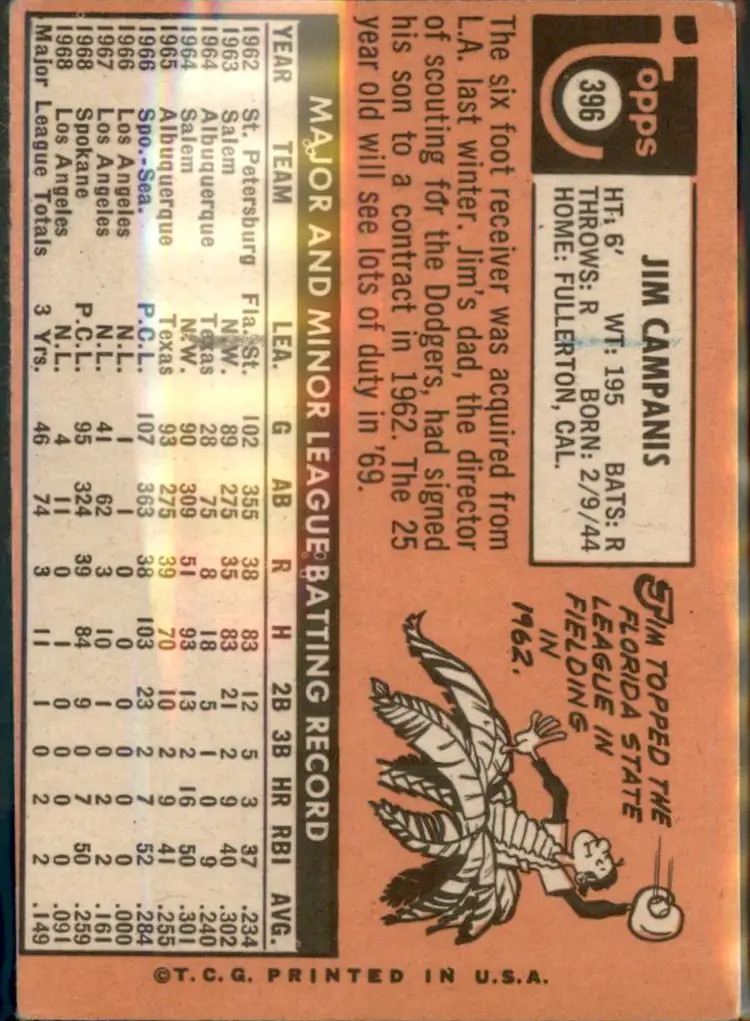 Topps
396
JIM CAMPANIS
HT: 6' WT: 195 BATS: R
THROWS: R BORN: 2/9/44
HOME: FULLERTON, CAL.
The six foot receiver was acquired from
L.A. last winter. Jim's dad, the director
of scouting for the Dodgers, had signed
his son to a contract in 1962. The 25
year old will see lots of duty in '69.
JIM TOPPED THE
FLORIDA STATE
LEAGUE IN
FIELDING
IN
1962.
MAJOR AND MINOR LEAGUE BATTING RECORD
YEAR TEAM LEA. G AB R H 2B 3B HR RBI AVG.
1962 St. Petersburg Fla. St. 102 355 38 83 12 5 3 37 .234
1963 Salem N.W. 89 275 35 83 21 2 9 40 .302
1964 Albuquerque Texas 28 75 8 18 5 1 0 9 .240
1964 Salem N.W. 90 309 51 93 13 2 16 50 .301
1965 Albuquerque Texas 93 275 39 70 10 2 9 41 .255
1966 Spo.-Sea. P.C.L. 107 363 38 103 23 2 7 52 .284
1966 Los Angeles N.L. 1 1 0 0 0 0 0 0 .000
1967 Los Angeles N.L. 41 62 3 10 1 0 2 2 .161
1968 Spokane P.C.L. 95 324 39 84 9 0 7 50 .259
1968 Los Angeles N.L. 4 11 0 1 0 0 0 0 .091
Major League Totals 3 Yrs. 46 74 3 11 1 0 2 2 .149
©T.C.G. PRINTED IN U.S.A.